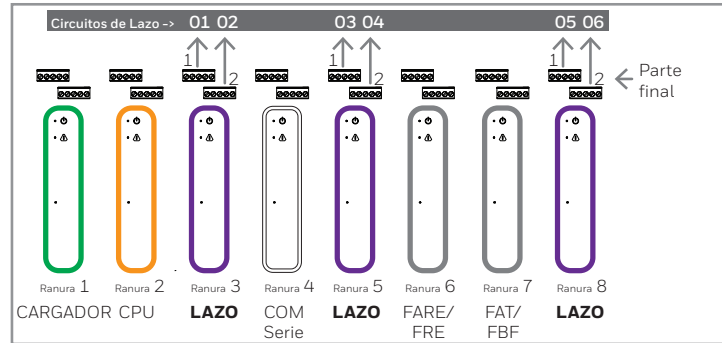 Circuitos de Lazo -> 01 02 03 04 05 06
1 1 1
2 2 2
Parte
final
Ranura 1 Ranura 2 Ranura 3 Ranura 4 Ranura 5 Ranura 6 Ranura 7 Ranura 8
CARGADOR CPU LAZO COM LAZO FARE/ FAT/ LAZO
Serie FRE FBF